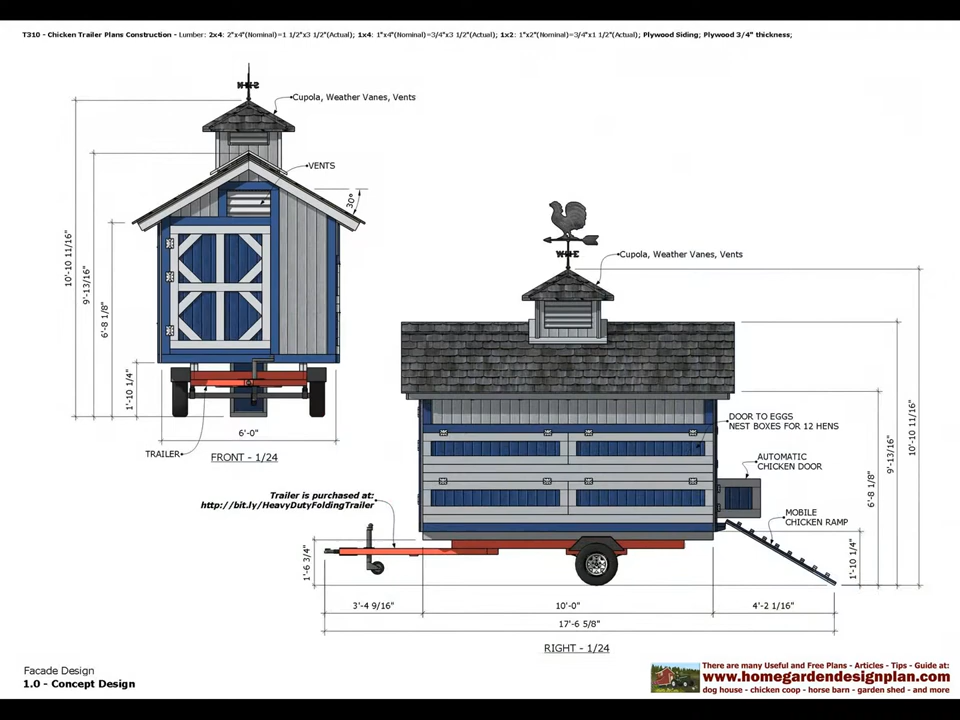 T310 - Chicken Trailer Plans Construction - Lumber: 2x4: 2"x4"(Nominal)=1 1/2"x3 1/2"(Actual); 1x4: 1"x4"(Nominal)=3/4"x3 1/2"(Actual); 1x2: 1"x2"(Nominal)=3/4"x1 1/2"(Actual); Plywood Siding; Plywood 3/4" thickness;
Cupola, Weather Vanes, Vents
VENTS
30°
10'-10 11/16"
9'-13/16"
6'-8 1/8"
1'-10 1/4"
6'-0"
TRAILER
FRONT - 1/24
Cupola, Weather Vanes, Vents
DOOR TO EGGS
NEST BOXES FOR 12 HENS
AUTOMATIC
CHICKEN DOOR
MOBILE
CHICKEN RAMP
10'-10 11/16"
9'-13/16"
6'-8 1/8"
1'-10 1/4"
Trailer is purchased at:
http://bit.ly/HeavyDutyFoldingTrailer
1'-6 3/4"
3'-4 9/16"
10'-0"
4'-2 1/16"
17'-6 5/8"
RIGHT - 1/24
Facade Design
1.0 - Concept Design
There are many Useful and Free Plans - Articles - Tips - Guide at:
www.homegardendesignplan.com
dog house - chicken coop - horse barn - garden shed - and more